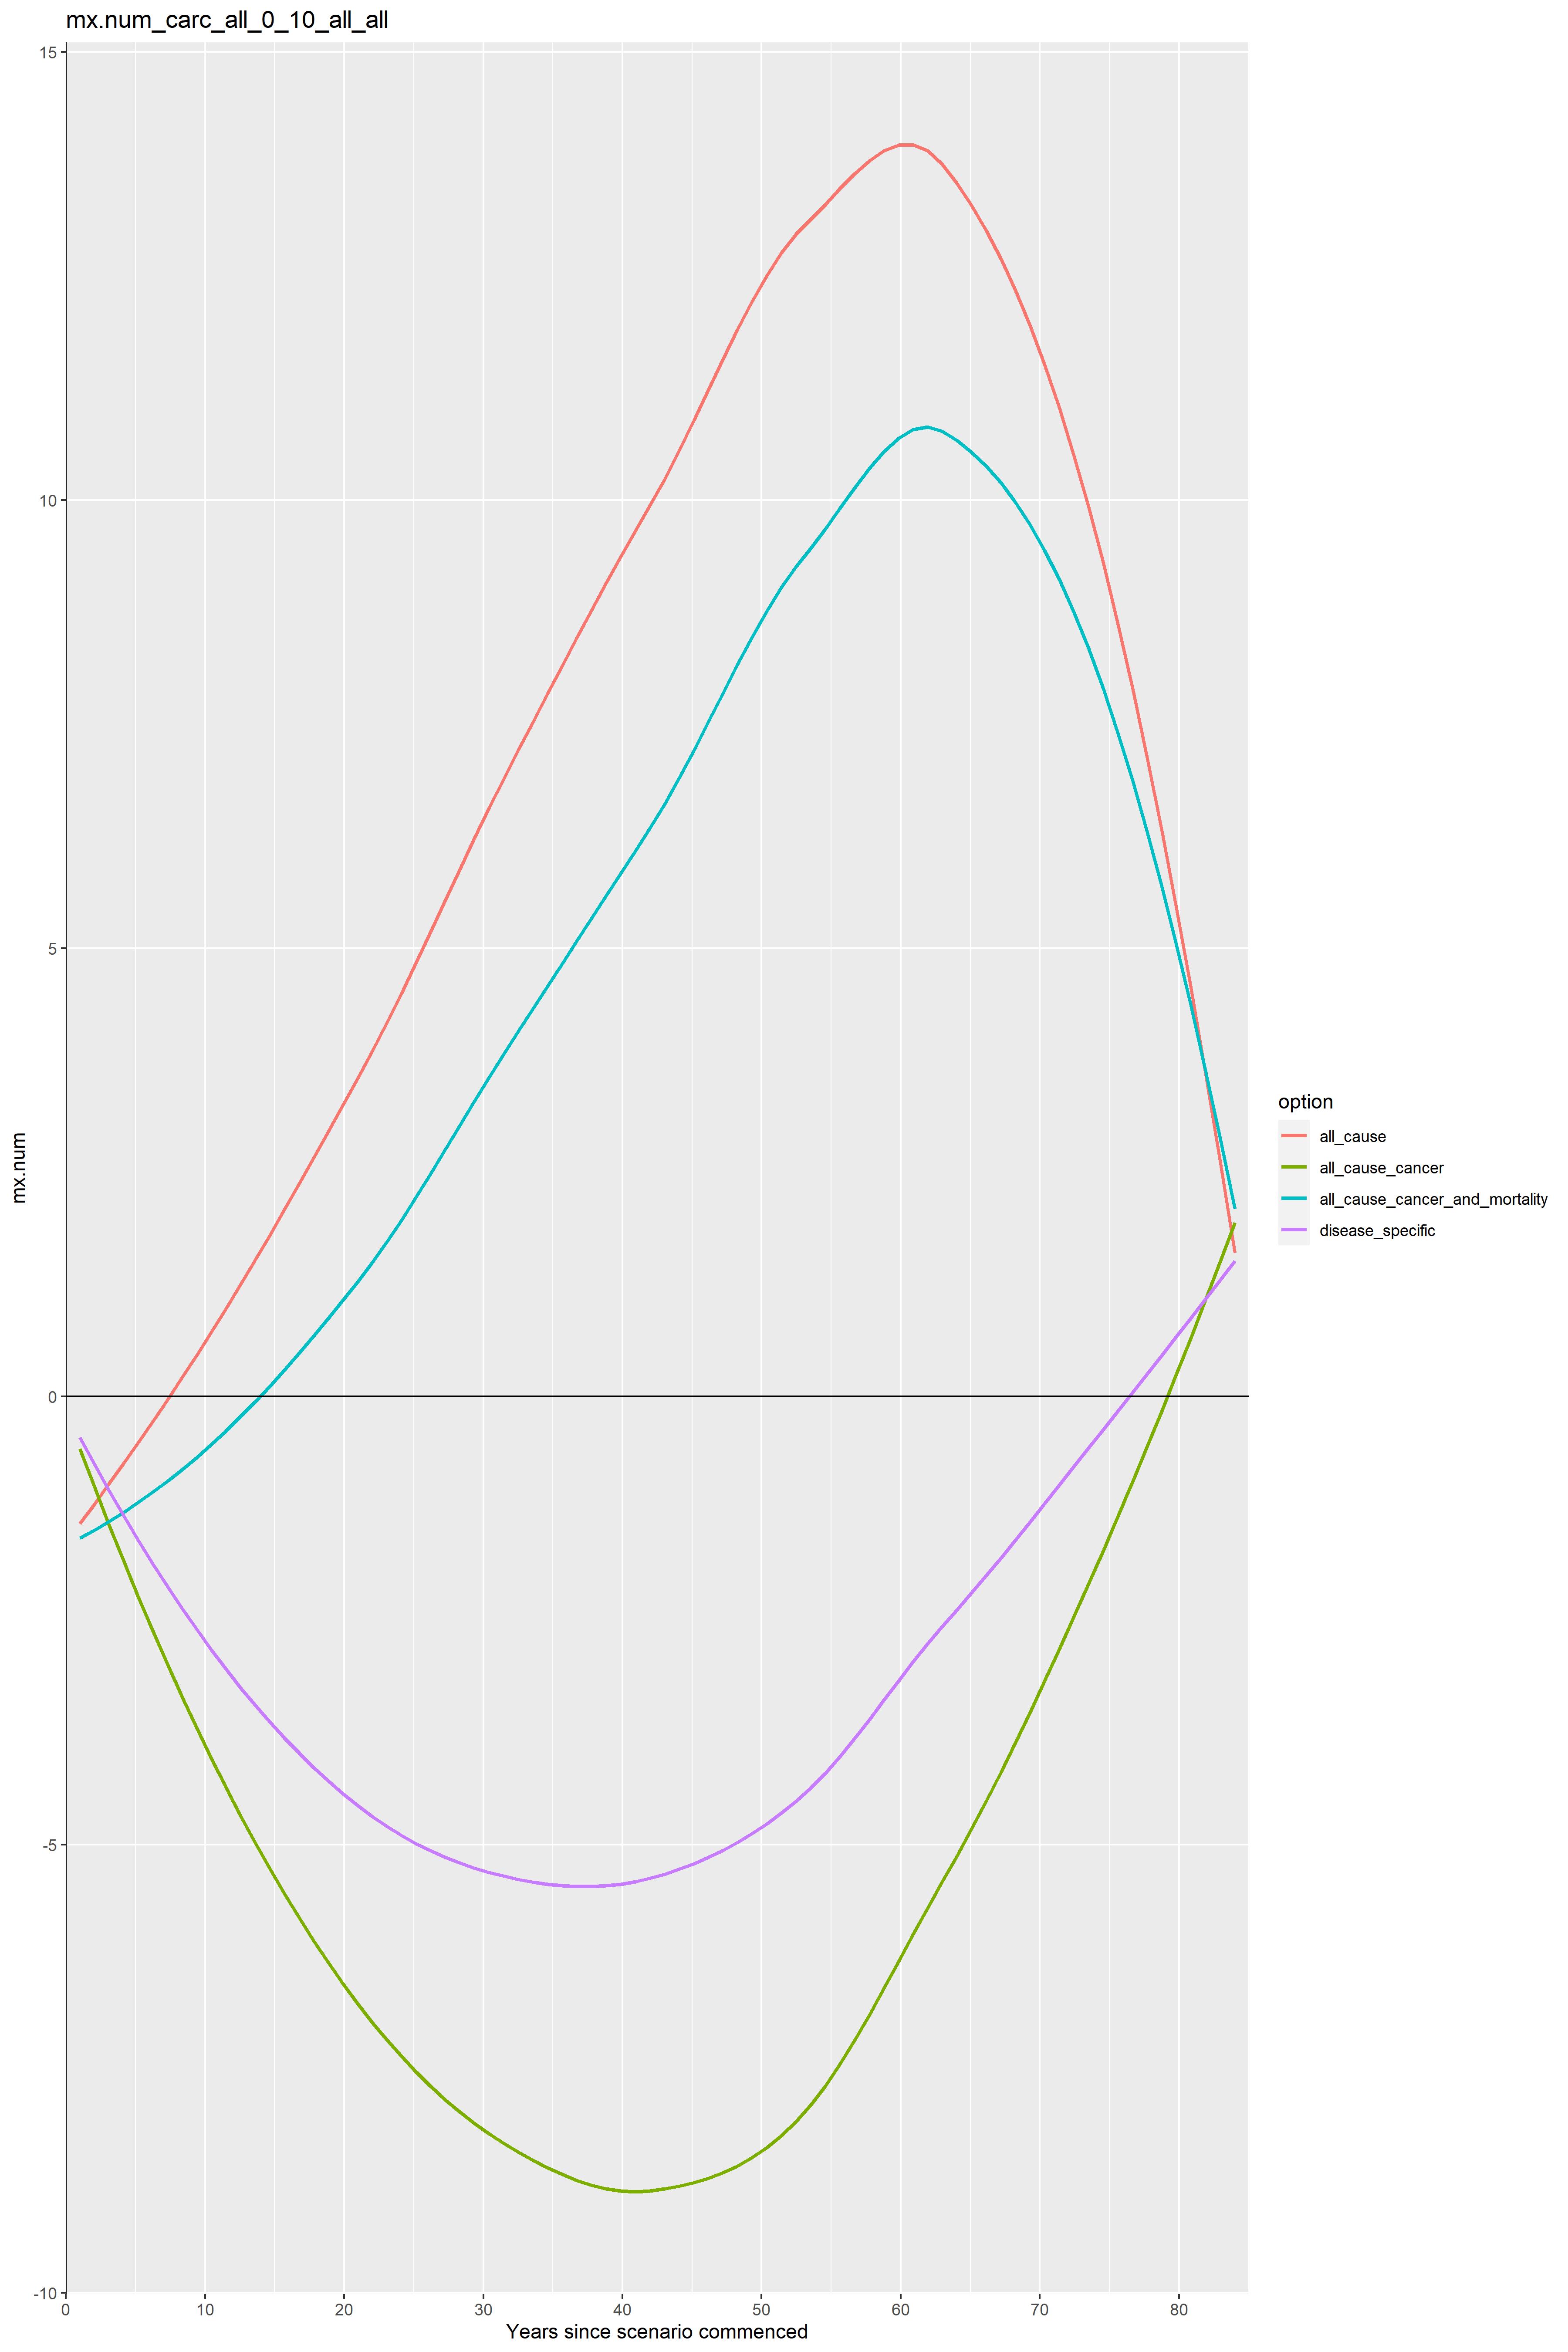 mx.num_carc_all_0_10_all_all
15
10
5
0
-5
-10
mx.num
0 10 20 30 40 50 60 70 80
Years since scenario commenced
option
all_cause
all_cause_cancer
all_cause_cancer_and_mortality
disease_specific